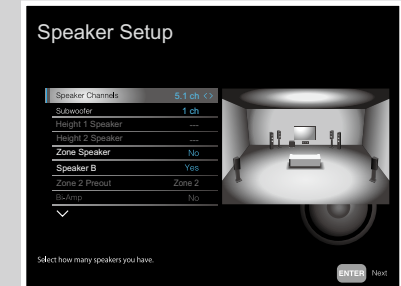 Speaker Setup
Speaker Channels 5.1 ch <>
Subwoofer 1 ch
Height 1 Speaker ---
Height 2 Speaker ---
Zone Speaker No
Speaker B Yes
Zone 2 Preout Zone 2
Bi-Amp No
Select how many speakers you have.
ENTER Next